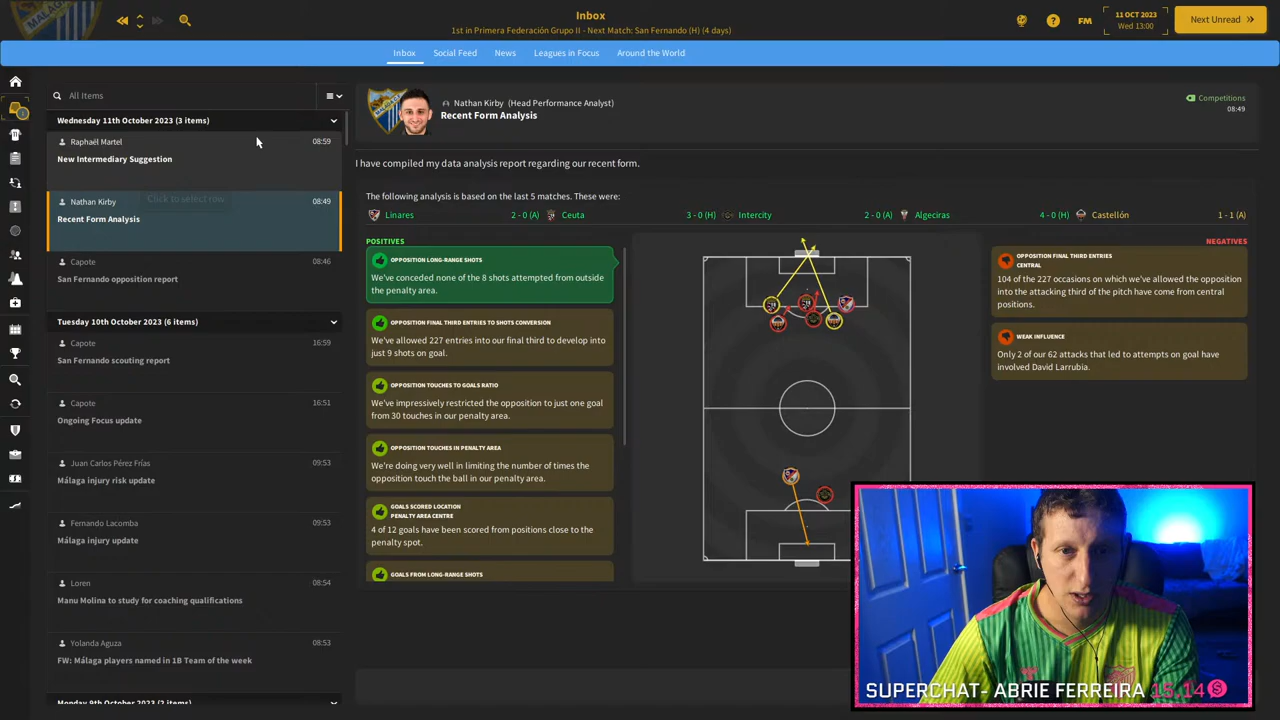 Inbox
1st in Primera Federación Grupo II - Next Match: San Fernando (H) (4 days)
FM
11 OCT 2023
Wed 13:00
Next Unread
Inbox
Social Feed
News
Leagues in Focus
Around the World
All Items
Wednesday 11th October 2023 (3 items)
Raphaël Martel
08:59
New Intermediary Suggestion
Click to select row
Nathan Kirby
08:49
Recent Form Analysis
Capote
08:46
San Fernando opposition report
Tuesday 10th October 2023 (6 items)
Capote
16:59
San Fernando scouting report
Capote
16:51
Ongoing Focus update
Juan Carlos Pérez Frías
09:53
Málaga injury risk update
Fernando Lacomba
09:53
Málaga injury update
Loren
08:54
Manu Molina to study for coaching qualifications
Yolanda Aguza
08:53
FW: Málaga players named in 1B Team of the week
Monday 9th October 2023 (2 items)
Nathan Kirby (Head Performance Analyst)
Recent Form Analysis
Competitions
08:49
I have compiled my data analysis report regarding our recent form.
The following analysis is based on the last 5 matches. These were:
Linares 2 - 0 (A)
Ceuta 3 - 0 (H)
Intercity 2 - 0 (A)
Algeciras 4 - 0 (H)
Castellón 1 - 1 (A)
POSITIVES
OPPOSITION LONG-RANGE SHOTS
We've conceded none of the 8 shots attempted from outside
the penalty area.
OPPOSITION FINAL THIRD ENTRIES TO SHOTS CONVERSION
We've allowed 227 entries into our final third to develop into
just 9 shots on goal.
OPPOSITION TOUCHES TO GOALS RATIO
We've impressively restricted the opposition to just one goal
from 30 touches in our penalty area.
OPPOSITION TOUCHES IN PENALTY AREA
We're doing very well in limiting the number of times the
opposition touch the ball in our penalty area.
GOALS SCORED LOCATION
PENALTY AREA CENTRE
4 of 12 goals have been scored from positions close to the
penalty spot.
GOALS FROM LONG-RANGE SHOTS
NEGATIVES
OPPOSITION FINAL THIRD ENTRIES
CENTRAL
104 of the 227 occasions on which we've allowed the opposition
into the attacking third of the pitch have come from central
positions.
WEAK INFLUENCE
Only 2 of our 62 attacks that led to attempts on goal have
involved David Larrubia.
SUPERCHAT- ABRIE FERREIRA 15.14